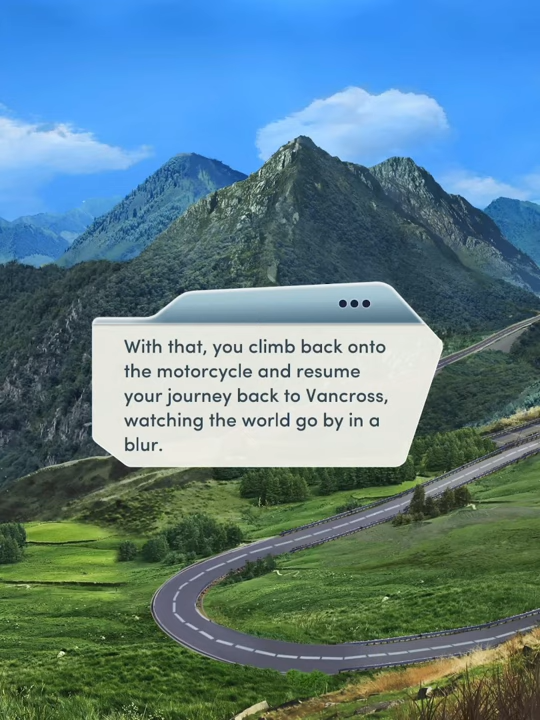 With that, you climb back onto
the motorcycle and resume
your journey back to Vancross,
watching the world go by in a
blur.